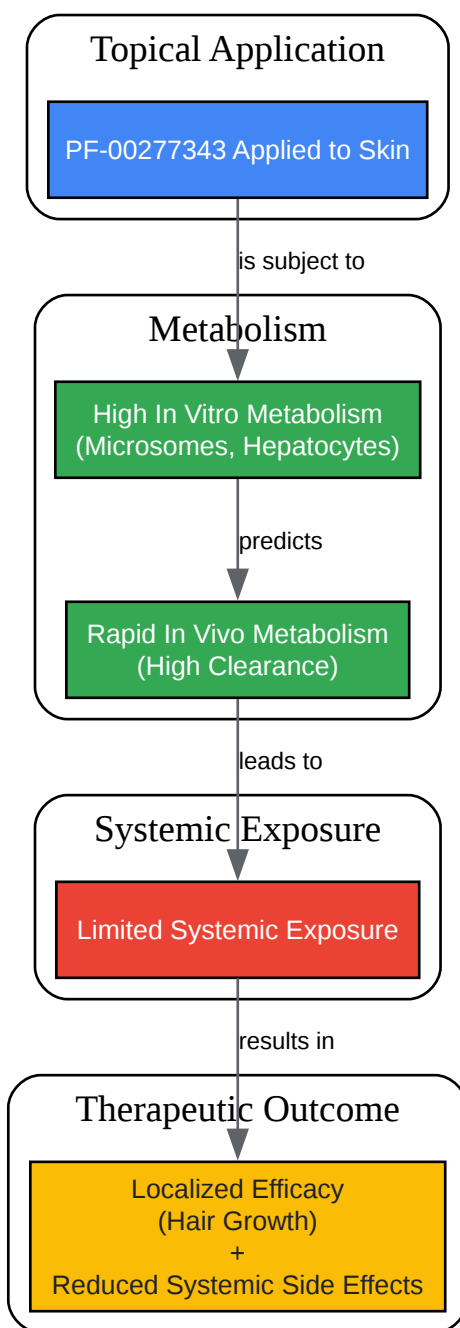 Topical Application
PF-00277343 Applied to Skin
is subject to
Metabolism
High In Vitro Metabolism
(Microsomes, Hepatocytes)
predicts
Rapid In Vivo Metabolism
(High Clearance)
leads to
Systemic Exposure
Limited Systemic Exposure
results in
Therapeutic Outcome
Localized Efficacy
(Hair Growth)
+
Reduced Systemic Side Effects